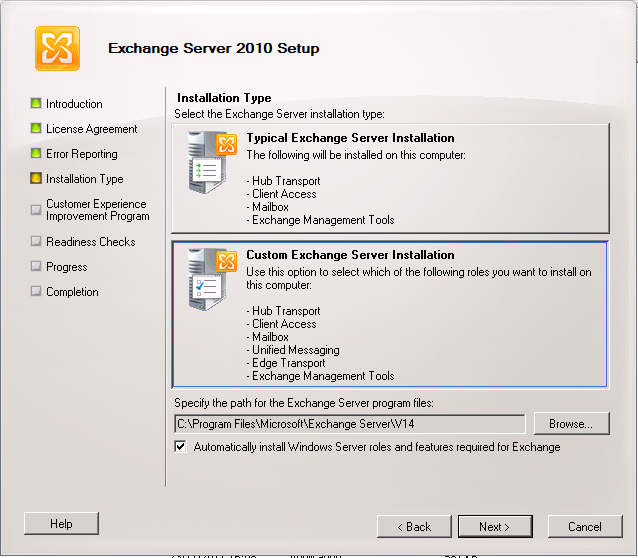 Exchange Server 2010 Setup
Introduction
License Agreement
Error Reporting
Installation Type
Customer Experience
Improvement Program
Readiness Checks
Progress
Completion
Installation Type
Select the Exchange Server installation type:
Typical Exchange Server Installation
The following will be installed on this computer:
- Hub Transport
- Client Access
- Mailbox
- Exchange Management Tools
Custom Exchange Server Installation
Use this option to select which of the following roles you want to install on
this computer:
- Hub Transport
- Client Access
- Mailbox
- Unified Messaging
- Edge Transport
- Exchange Management Tools
Specify the path for the Exchange Server program files:
C:\Program Files\Microsoft\Exchange Server\V14
Browse...
Automatically install Windows Server roles and features required for Exchange
Help
< Back
Next >
Cancel